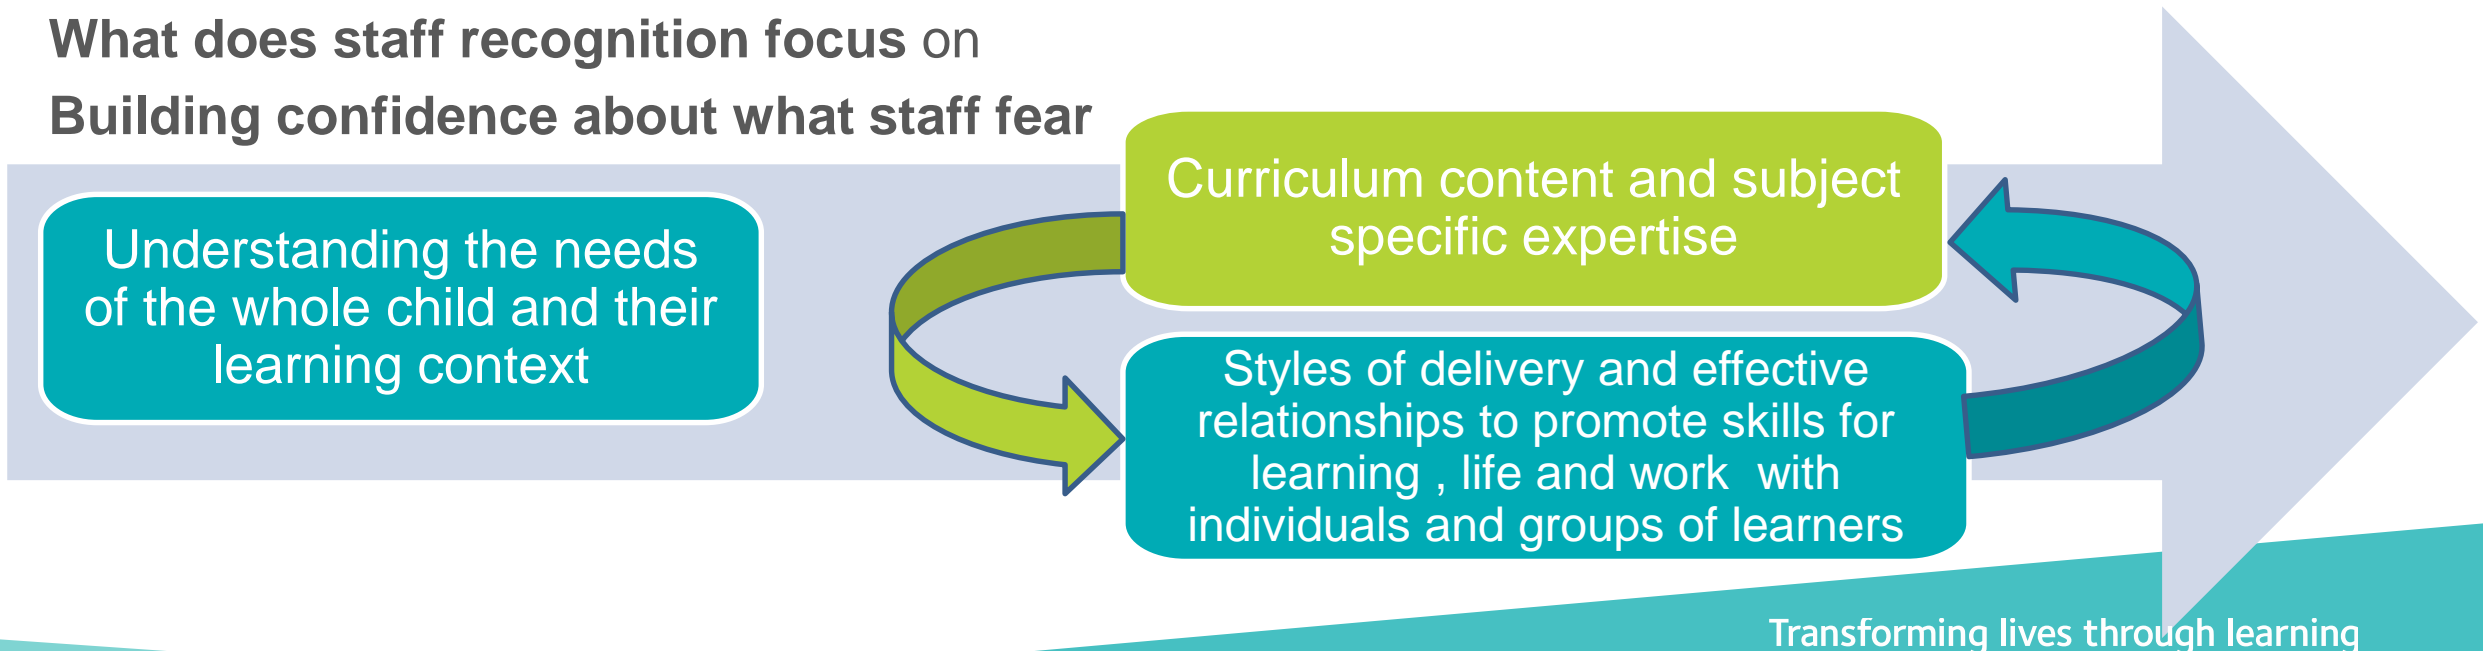 What does staff recognition focus on
Building confidence about what staff fear
Understanding the needs
of the whole child and their
learning context
Curriculum content and subject
specific expertise
Styles of delivery and effective
relationships to promote skills for
learning , life and work with
individuals and groups of learners
Transforming lives through learning